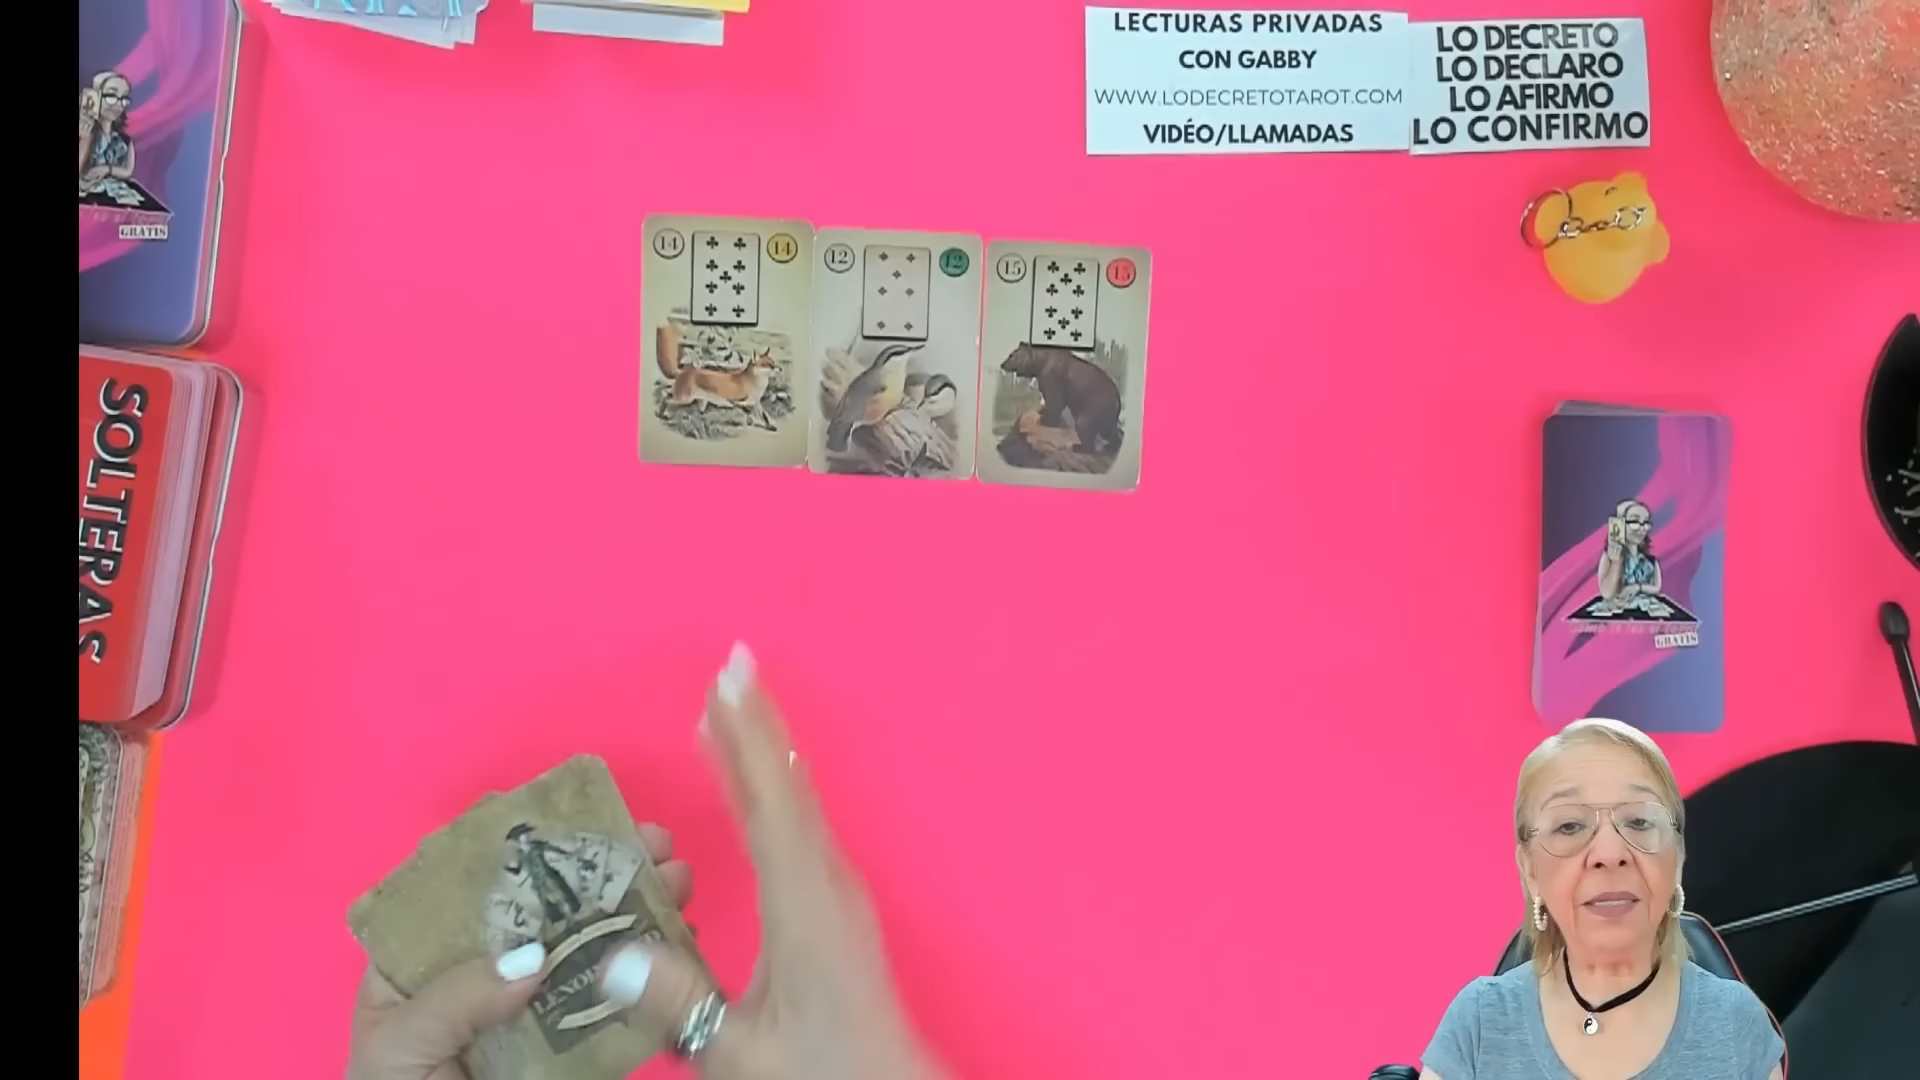 LECTURAS PRIVADAS
CON GABBY
WWW.LODECRETOTAROT.COM
VIDÉO/LLAMADAS
LO DECRETO
LO DECLARO
LO AFIRMO
LO CONFIRMO
GRATIS
14 14
12 12
15 15
SOLTERAS
GRATIS